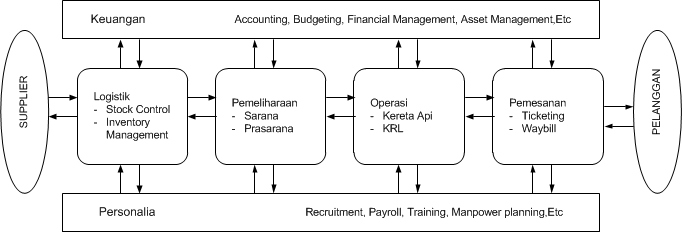 Keuangan Accounting, Budgeting, Financial Management, Asset Management,Etc
SUPPLIER
Logistik
- Stock Control
- Inventory
Management
Pemeliharaan
- Sarana
- Prasarana
Operasi
- Kereta Api
- KRL
Pemesanan
- Ticketing
- Waybill
PELANGGAN
Personalia Recruitment, Payroll, Training, Manpower planning,Etc